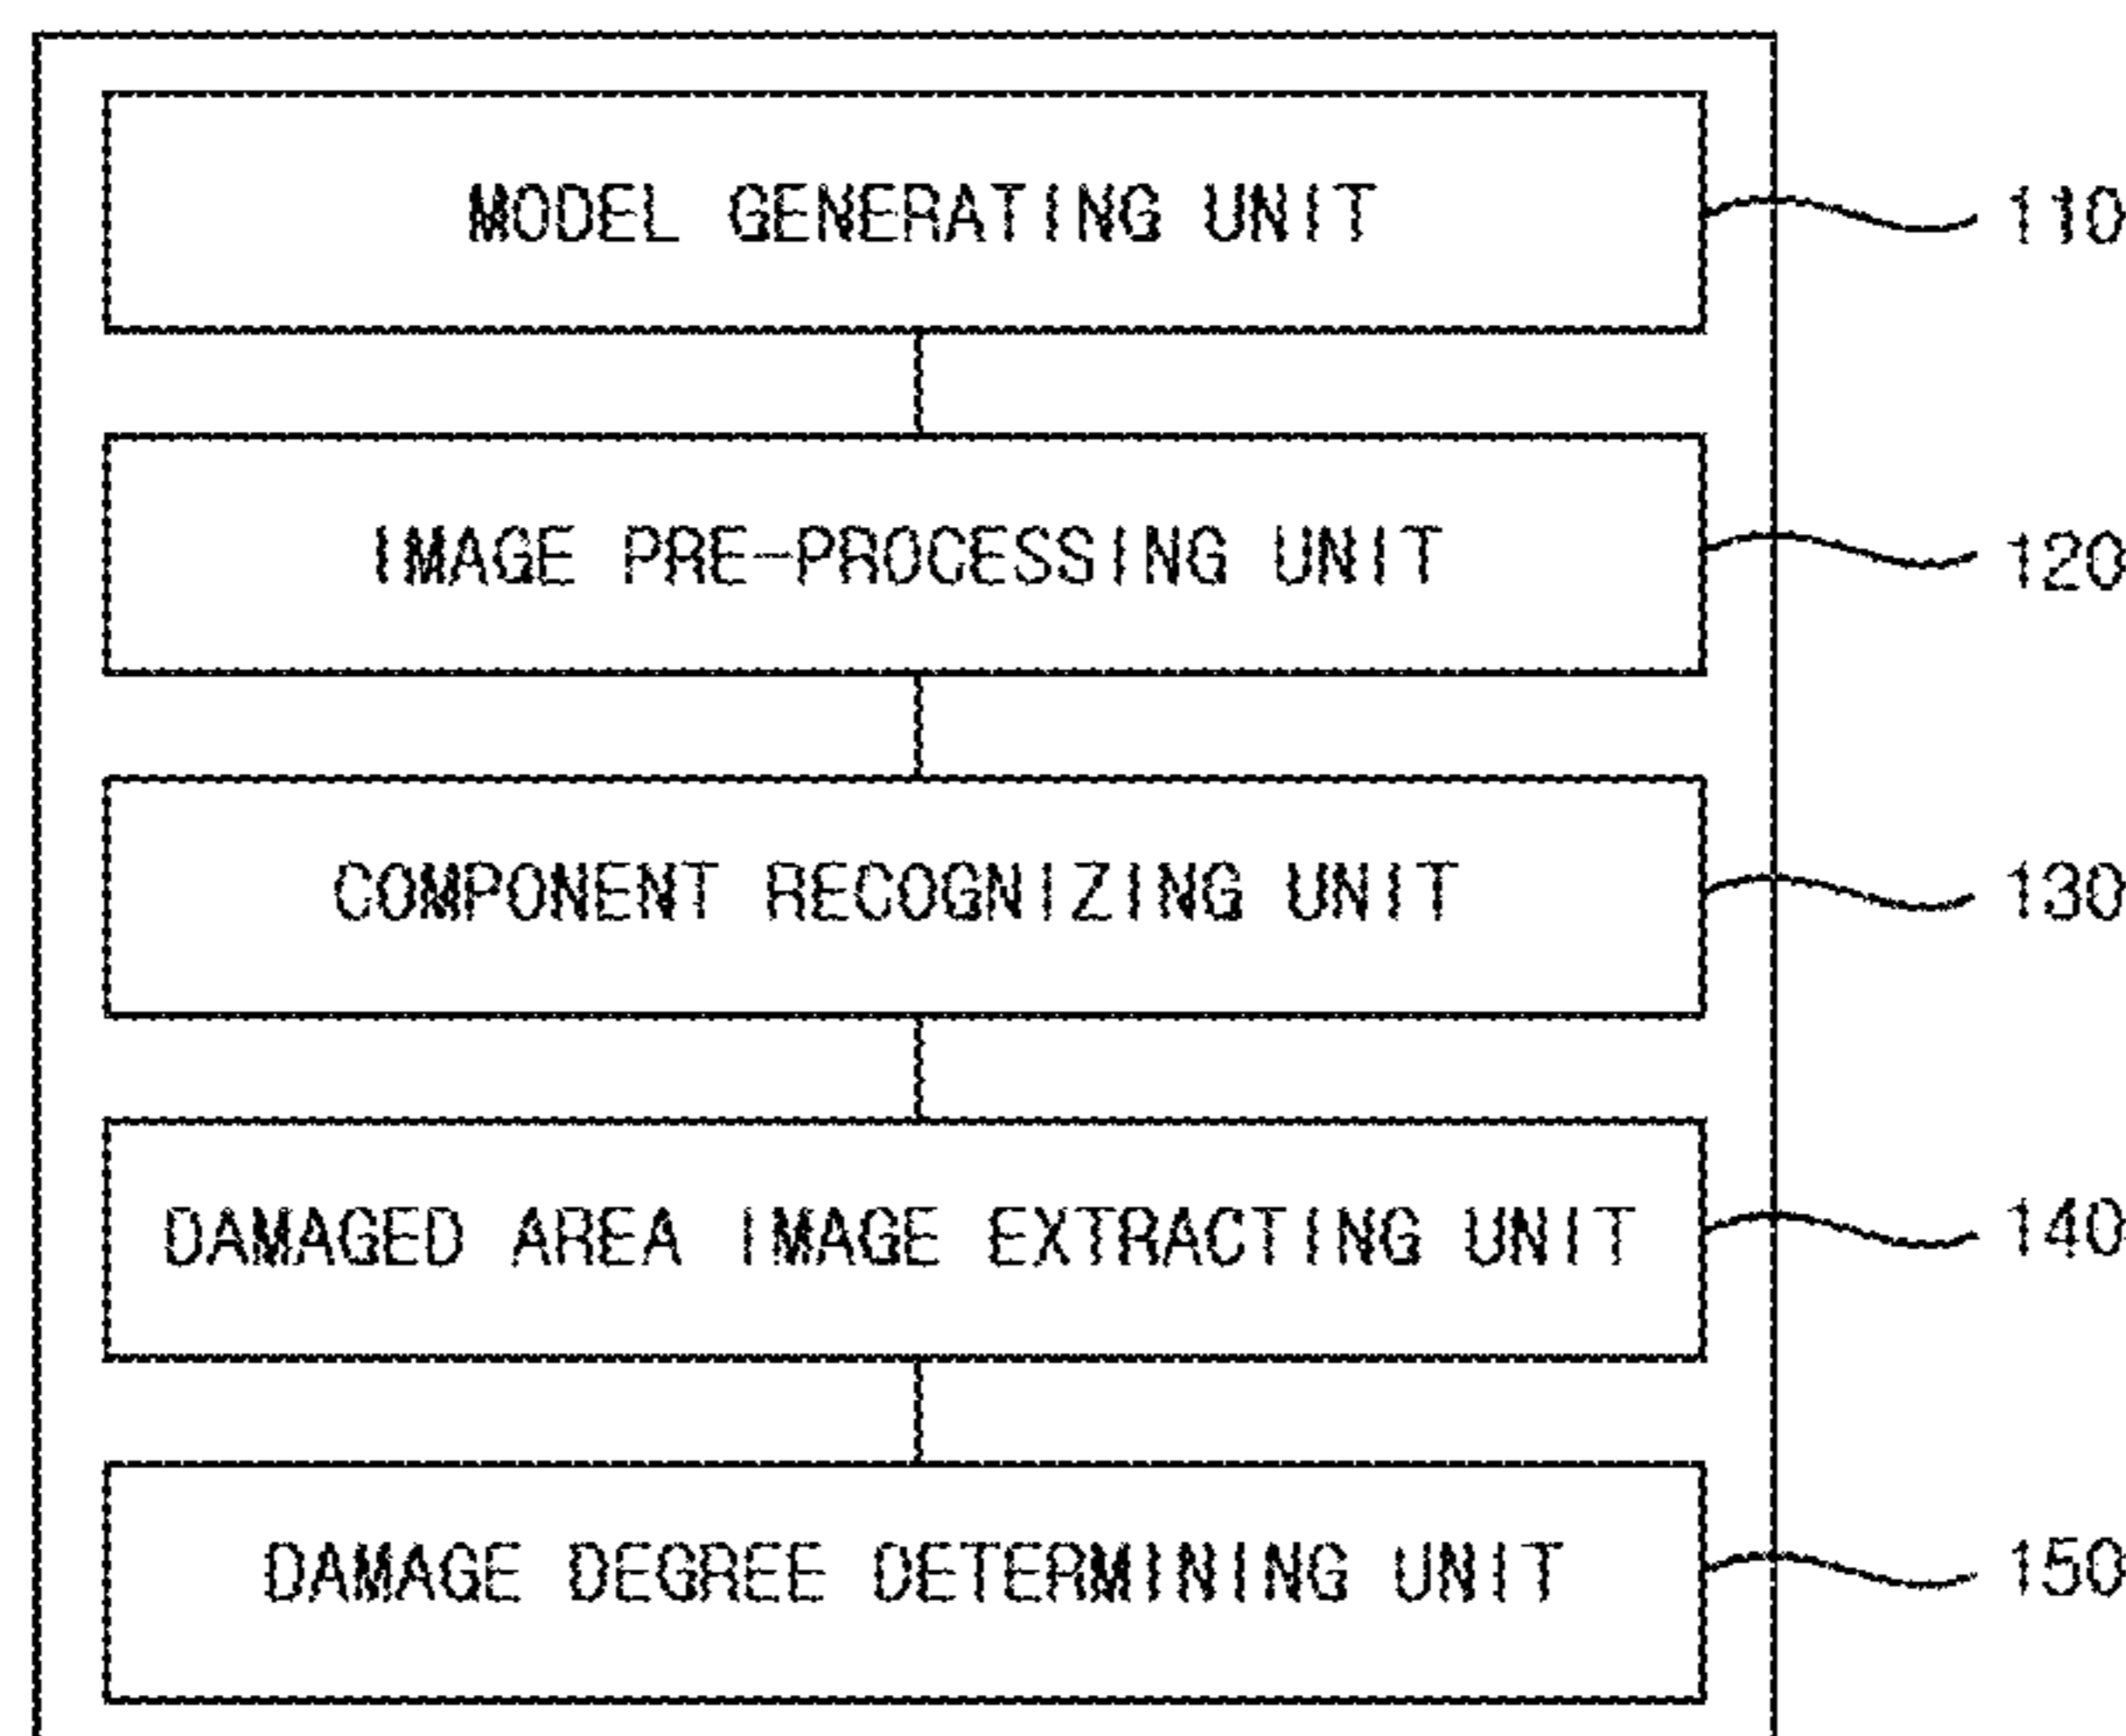 MODEL GENERATING UNIT 110
IMAGE PRE-PROCESSING UNIT 120
COMPONENT RECOGNIZING UNIT 130
DAMAGED AREA IMAGE EXTRACTING UNIT 140
DAMAGE DEGREE DETERMINING UNIT 150